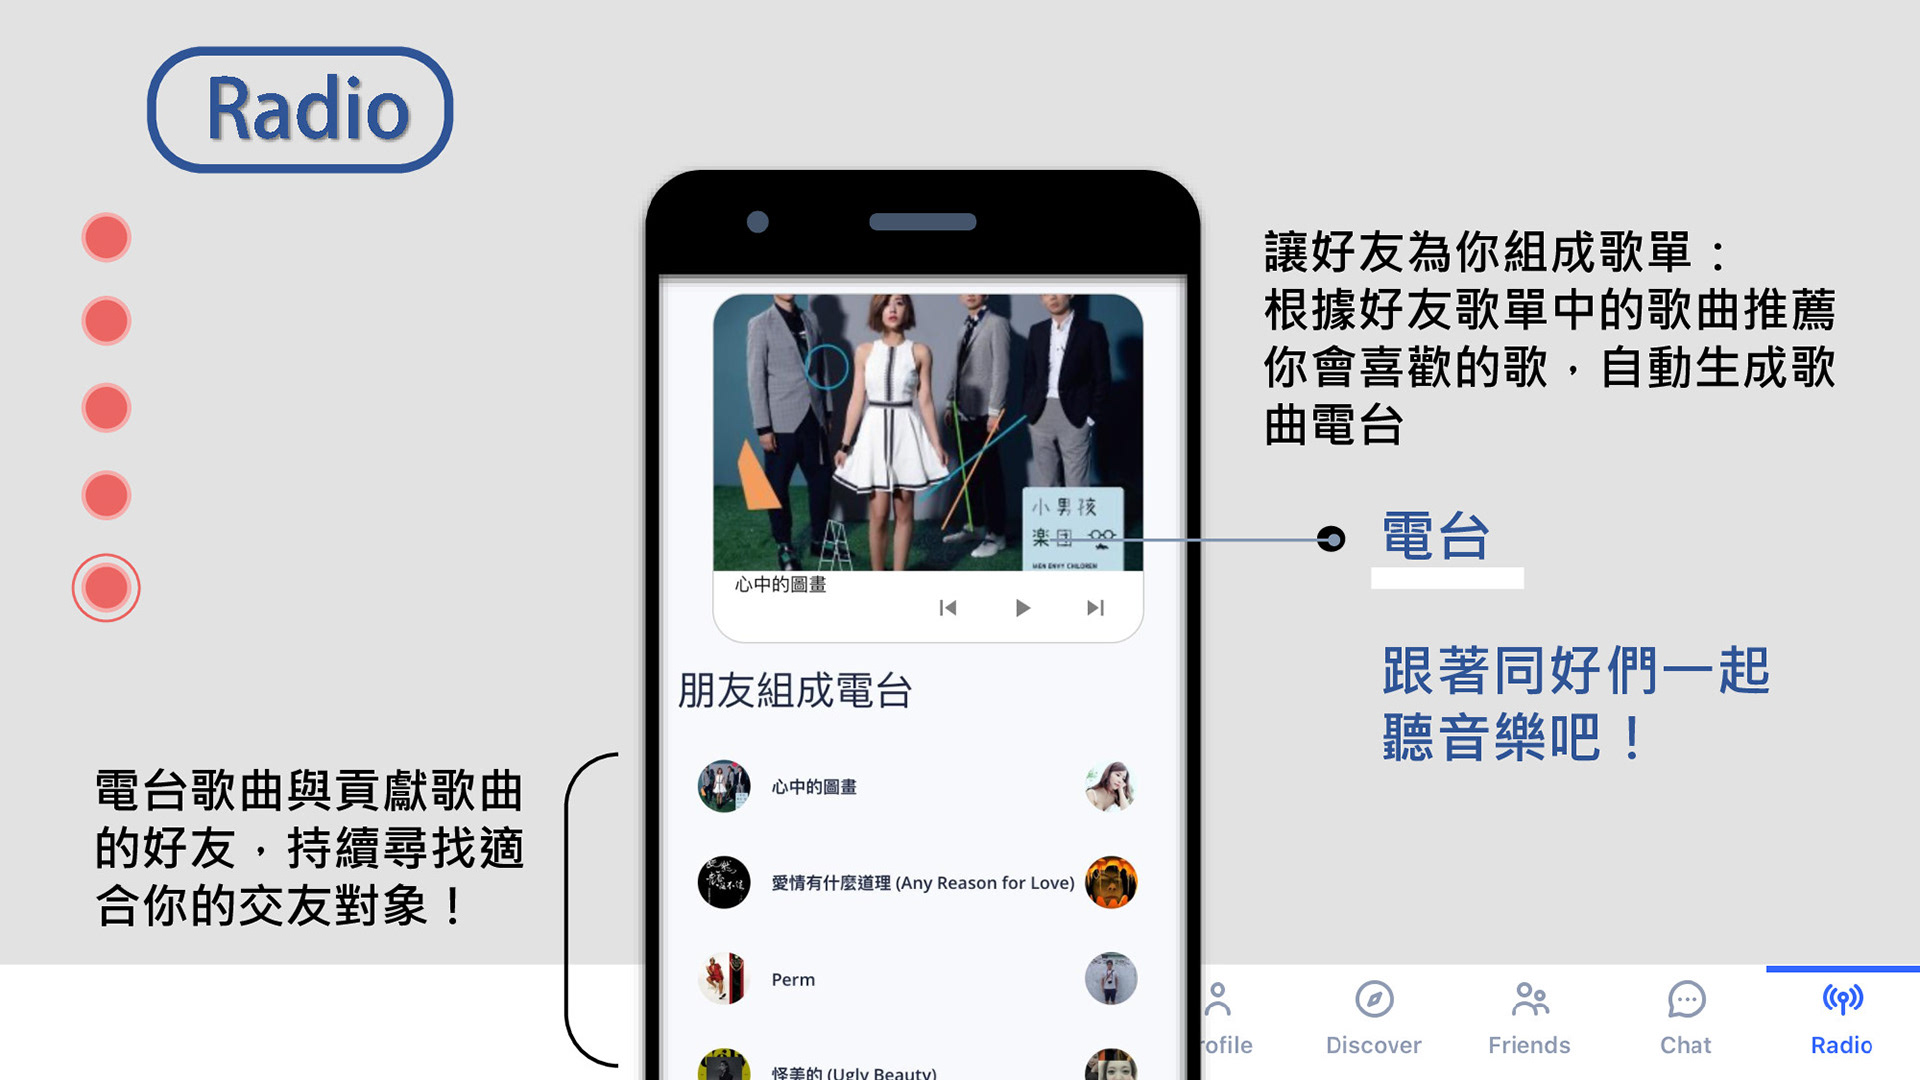 Radio
讓好友為你組成歌單：
根據好友歌單中的歌曲推薦
你會喜歡的歌，自動生成歌
曲電台
小男孩
楽団
MEN ENVY CHILDREN
電台
心中的圖畫
跟著同好們一起
聽音樂吧！
朋友組成電台
電台歌曲與貢獻歌曲
的好友，持續尋找適
合你的交友對象！
心中的圖畫
愛情有什麼道理 (Any Reason for Love)
Perm
怪美的 (Ugly Beauty)
rofile
Discover
Friends
Chat
Radio